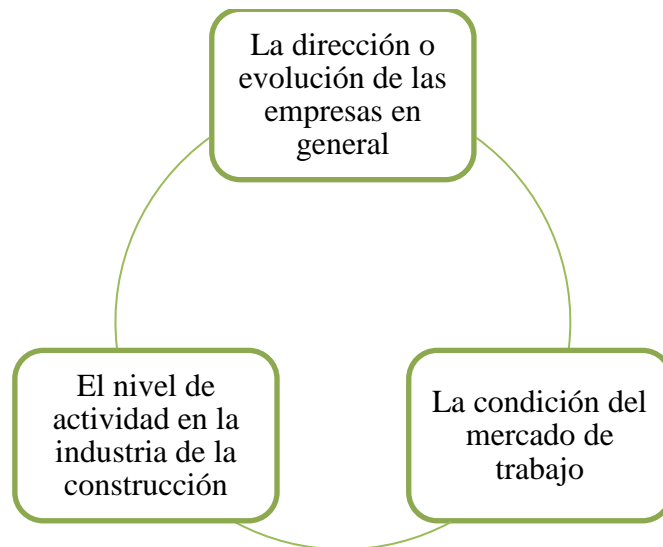 La dirección o
evolución de las
empresas en
general
El nivel de
actividad en la
industria de la
construcción
La condición del
mercado de
trabajo